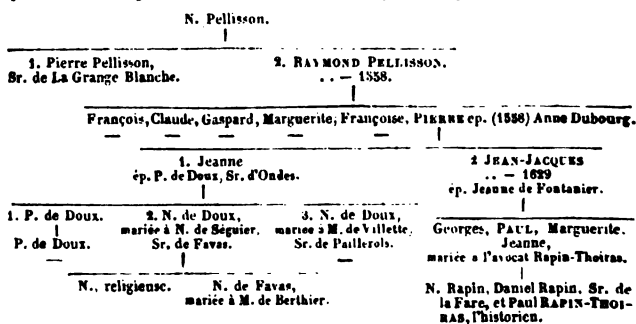 N. Pellisson.
1. Pierre Pellisson,
Sr. de La Grange Blanche.
2. RAYMOND PELLISSON.
. . — 1558.
François, Claude, Gaspard, Marguerite, Françoise, PIERRE ep. (1558) Anne Dubourg.
1. Jeanne
ép. P. de Doux, Sr. d'Ondes.
2 JEAN-JACQUES
. . — 1629
ép. Jeanne de Fontanier.
1. P. de Doux.
P. de Doux.
2. N. de Doux,
mariée à N. de Séguier,
Sr. de Favas.
3. N. de Doux,
mariee à M. de Villette,
Sr. de Paillerols.
Georges, PAUL, Marguerite.
Jeanne,
mariée a l'avocat Rapin-Thoiras.
N., religieuse.
N. de Favas,
mariée à M. de Berthier.
N. Rapin, Daniel Rapin, Sr. de
la Fare, et Paul RAPIN-THOI-
RAS, l'historien.